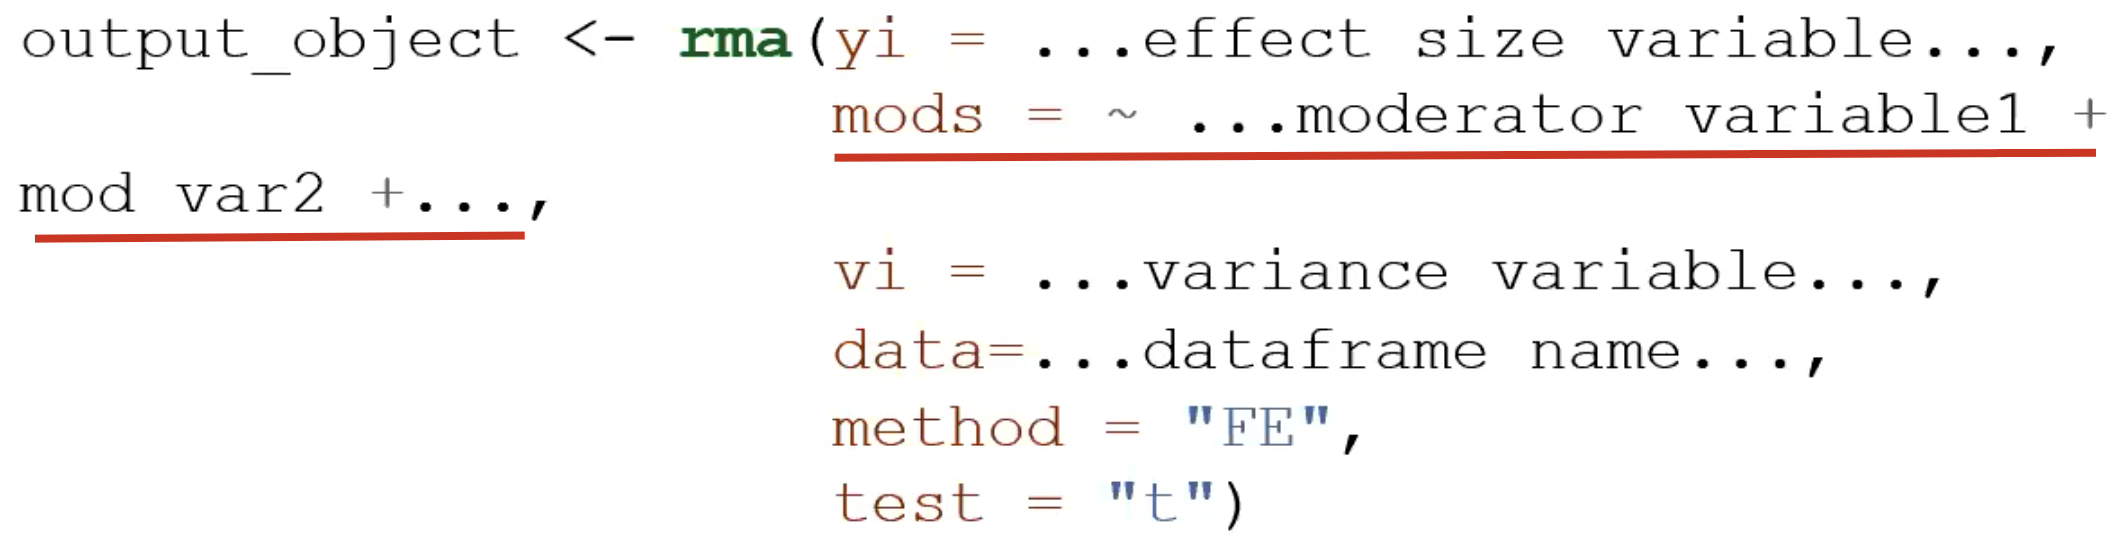 output_object <- rma(yi = ...effect size variable...,
mods = ~ ...moderator variable1 +
mod var2 +...,
vi = ...variance variable...,
data=...dataframe name...,
method = "FE",
test = "t")